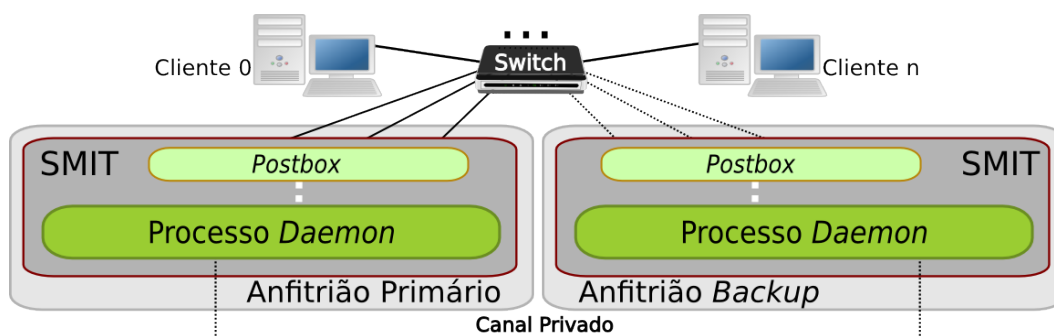 Switch
Cliente 0
Cliente n
SMIT
Postbox
Postbox
SMIT
Processo Daemon
Processo Daemon
Anfitrião Primário
Anfitrião Backup
Canal Privado